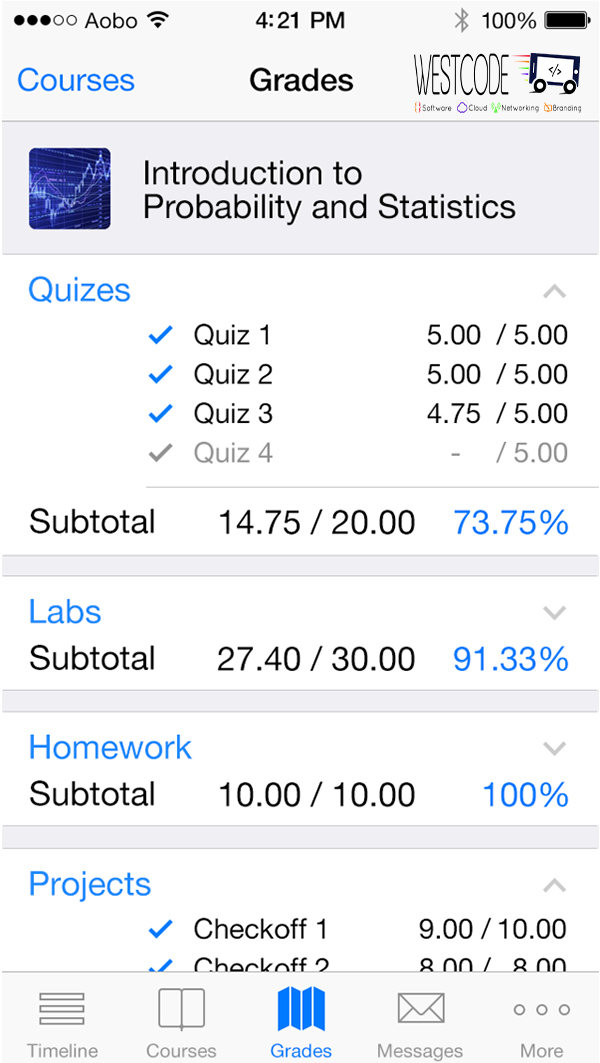 Aobo 4:21 PM 100%
Courses Grades WESTCODE
</>
Software Cloud Networking Branding
Introduction to
Probability and Statistics
Quizes
Quiz 1 5.00 / 5.00
Quiz 2 5.00 / 5.00
Quiz 3 4.75 / 5.00
Quiz 4 - / 5.00
Subtotal 14.75 / 20.00 73.75%
Labs
Subtotal 27.40 / 30.00 91.33%
Homework
Subtotal 10.00 / 10.00 100%
Projects
Checkoff 1 9.00 / 10.00
Checkoff 2 8.00 / 8.00
Timeline Courses Grades Messages More